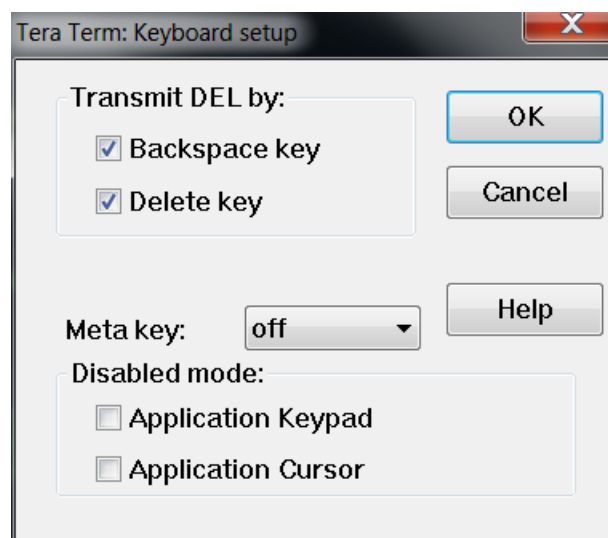 Tera Term: Keyboard setup
Transmit DEL by:
Backspace key
Delete key
OK
Cancel
Help
Meta key: off
Disabled mode:
Application Keypad
Application Cursor